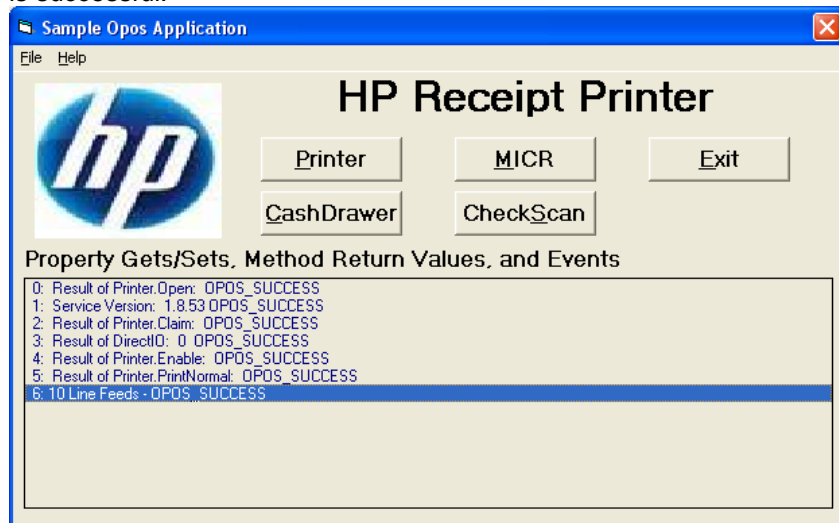 is successful.
Sample Opos Application
File Help
hp
HP Receipt Printer
Printer MICR Exit
CashDrawer CheckScan
Property Gets/Sets, Method Return Values, and Events
0: Result of Printer.Open: OPOS_SUCCESS
1: Service Version: 1.8.53 OPOS_SUCCESS
2: Result of Printer.Claim: OPOS_SUCCESS
3: Result of DirectIO: 0 OPOS_SUCCESS
4: Result of Printer.Enable: OPOS_SUCCESS
5: Result of Printer.PrintNormal: OPOS_SUCCESS
6: 10 Line Feeds - OPOS_SUCCESS